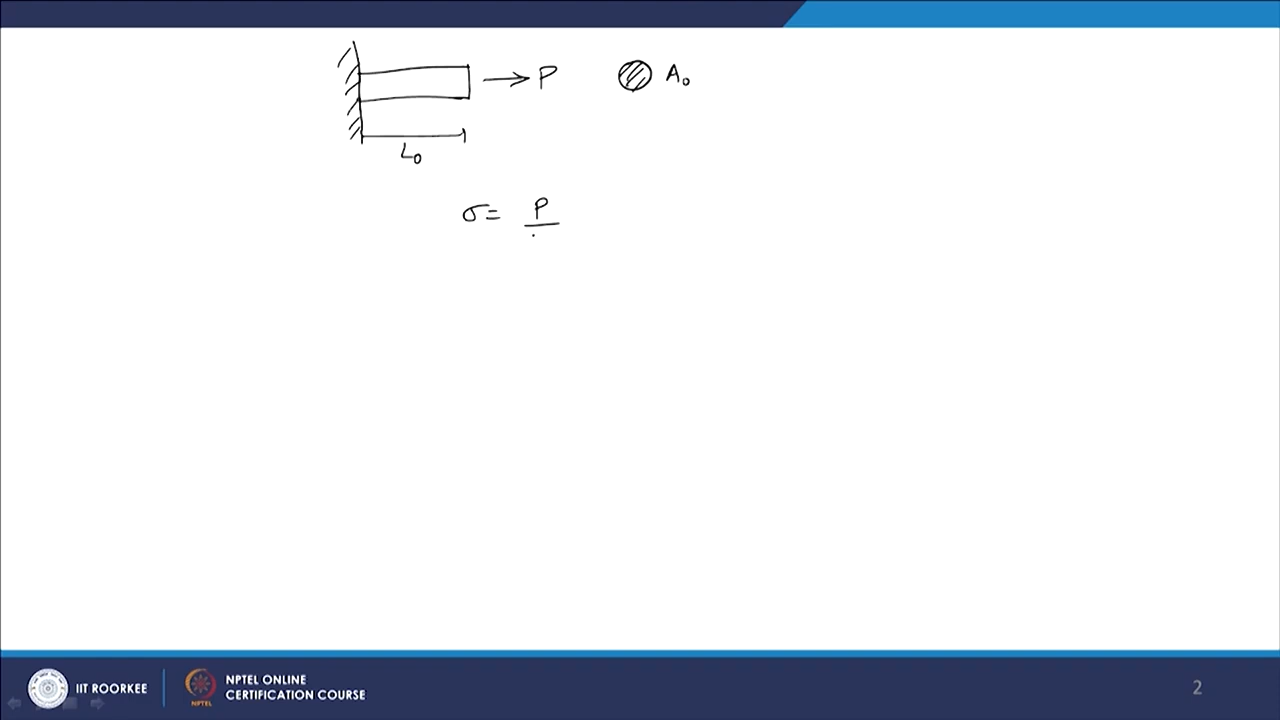 P A₀
L₀
σ = P
IIT ROORKEE
NPTEL ONLINE
CERTIFICATION COURSE
NPTEL
2